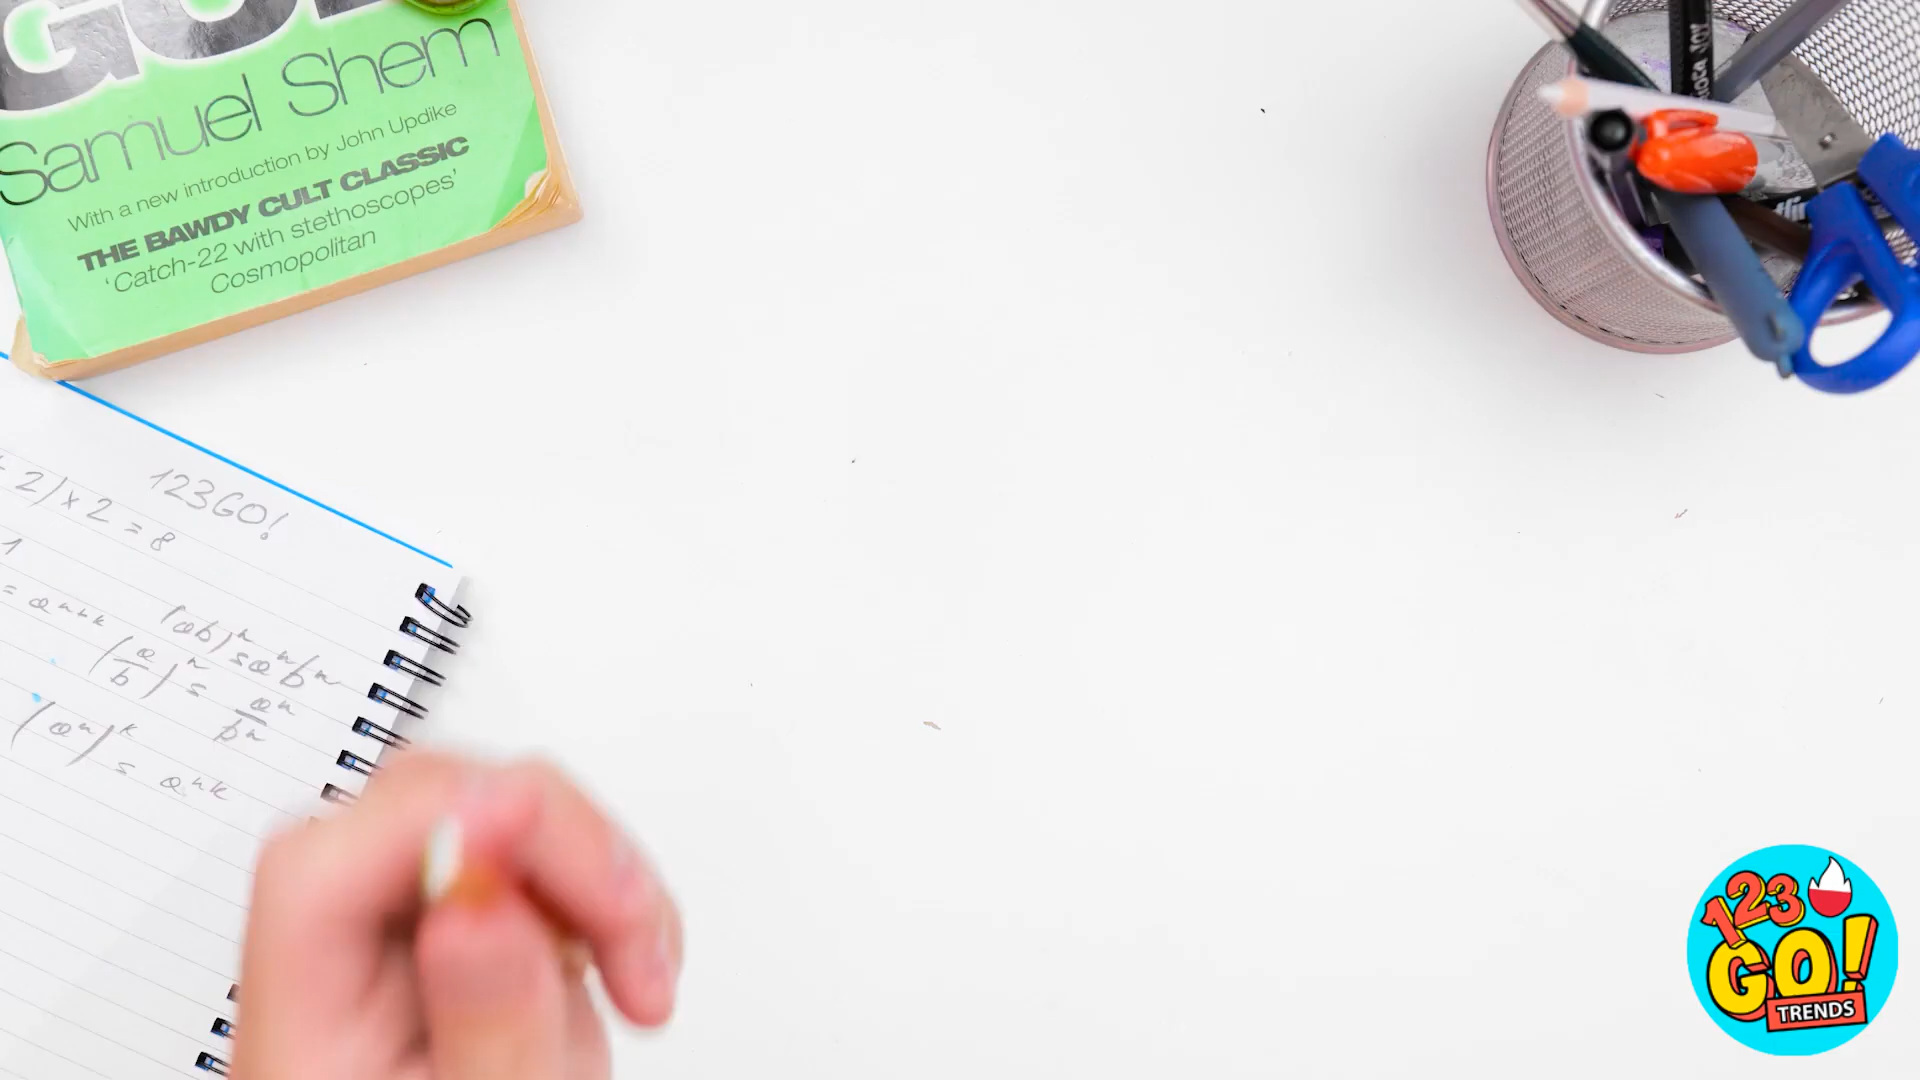 Samuel Shem
With a new introduction by John Updike
THE BAWDY CULT CLASSIC
'Catch-22 with stethoscopes'
Cosmopolitan
123GO!
2) x 2 = 8
1
= aⁿ⁺ᵏ
(ab)ⁿ = aⁿbⁿ
(a/b)ⁿ = aⁿ/bⁿ
(aⁿ)ᵏ = aⁿᵏ
123
GO!
TRENDS